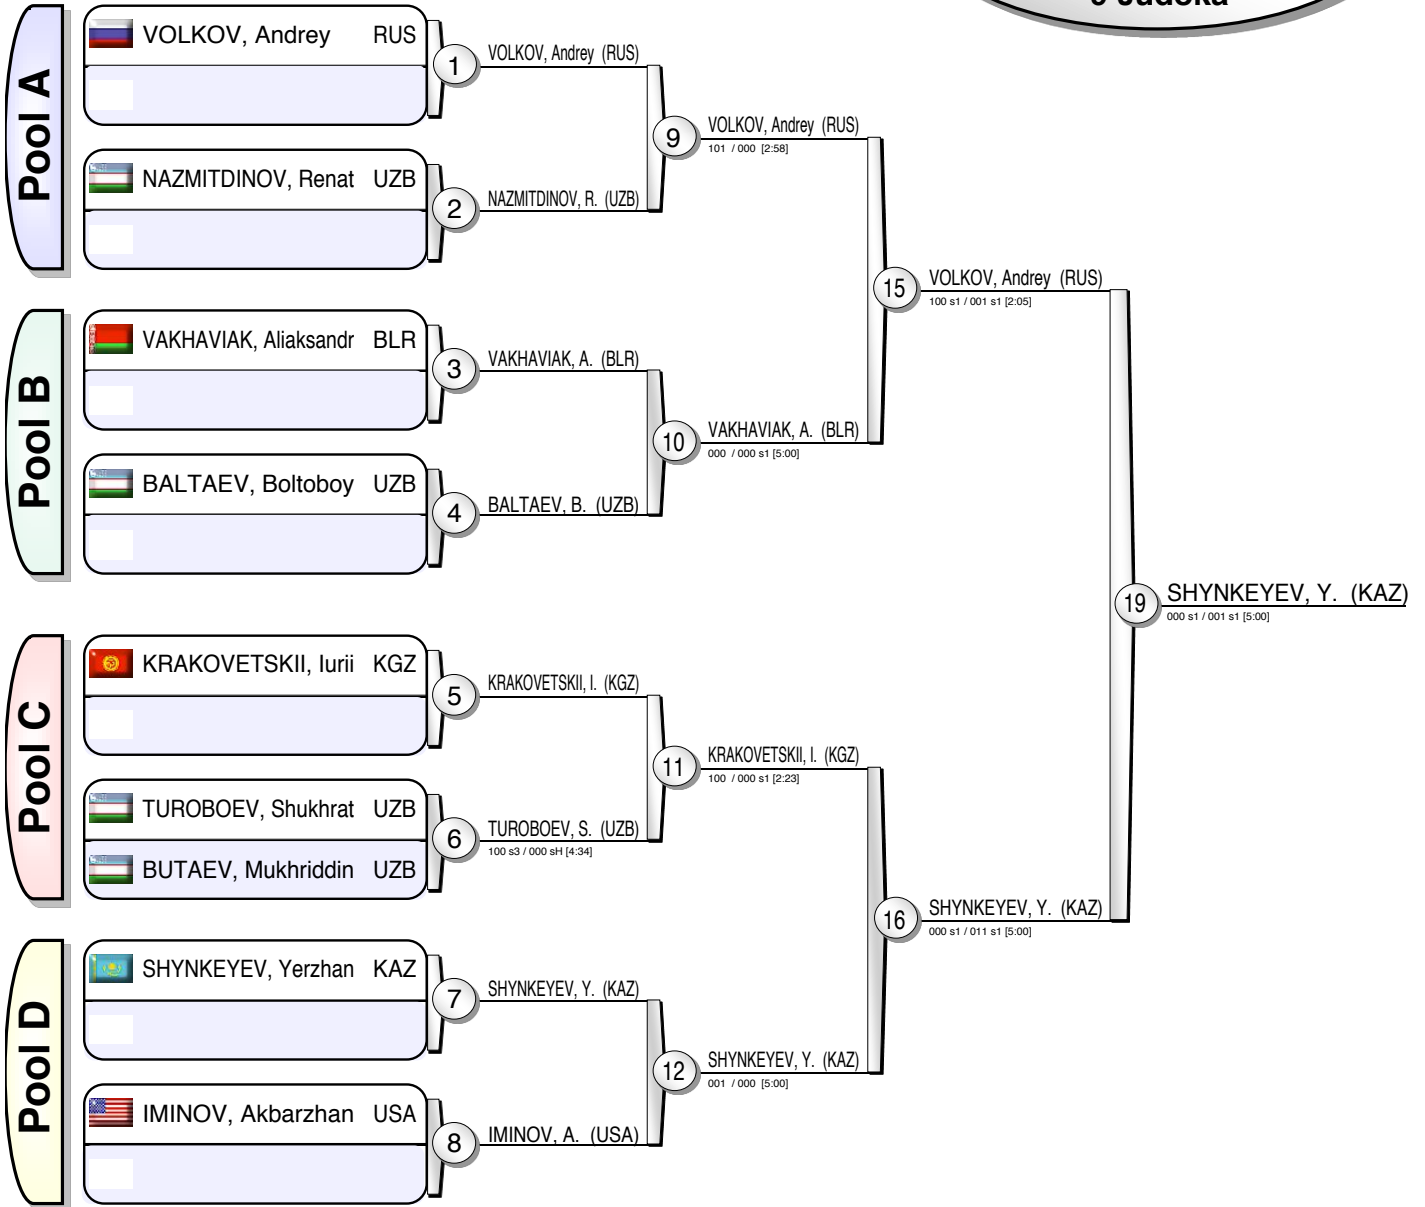 9 Judoka
Pool A
VOLKOV, Andrey RUS
NAZMITDINOV, Renat UZB
1
2
VOLKOV, Andrey (RUS)
NAZMITDINOV, R. (UZB)
9
VOLKOV, Andrey (RUS)
101 / 000 [2:58]
Pool B
VAKHAVIAK, Aliaksandr BLR
BALTAEV, Boltoboy UZB
3
4
VAKHAVIAK, A. (BLR)
BALTAEV, B. (UZB)
10
VAKHAVIAK, A. (BLR)
000 / 000 s1 [5:00]
15
VOLKOV, Andrey (RUS)
100 s1 / 001 s1 [2:05]
Pool C
KRAKOVETSKII, Iurii KGZ
TUROBOEV, Shukhrat UZB
BUTAEV, Mukhriddin UZB
5
6
KRAKOVETSKII, I. (KGZ)
TUROBOEV, S. (UZB)
100 s3 / 000 sH [4:34]
11
KRAKOVETSKII, I. (KGZ)
100 / 000 s1 [2:23]
Pool D
SHYNKEYEV, Yerzhan KAZ
IMINOV, Akbarzhan USA
7
8
SHYNKEYEV, Y. (KAZ)
IMINOV, A. (USA)
12
SHYNKEYEV, Y. (KAZ)
001 / 000 [5:00]
16
SHYNKEYEV, Y. (KAZ)
000 s1 / 011 s1 [5:00]
19
SHYNKEYEV, Y. (KAZ)
000 s1 / 001 s1 [5:00]